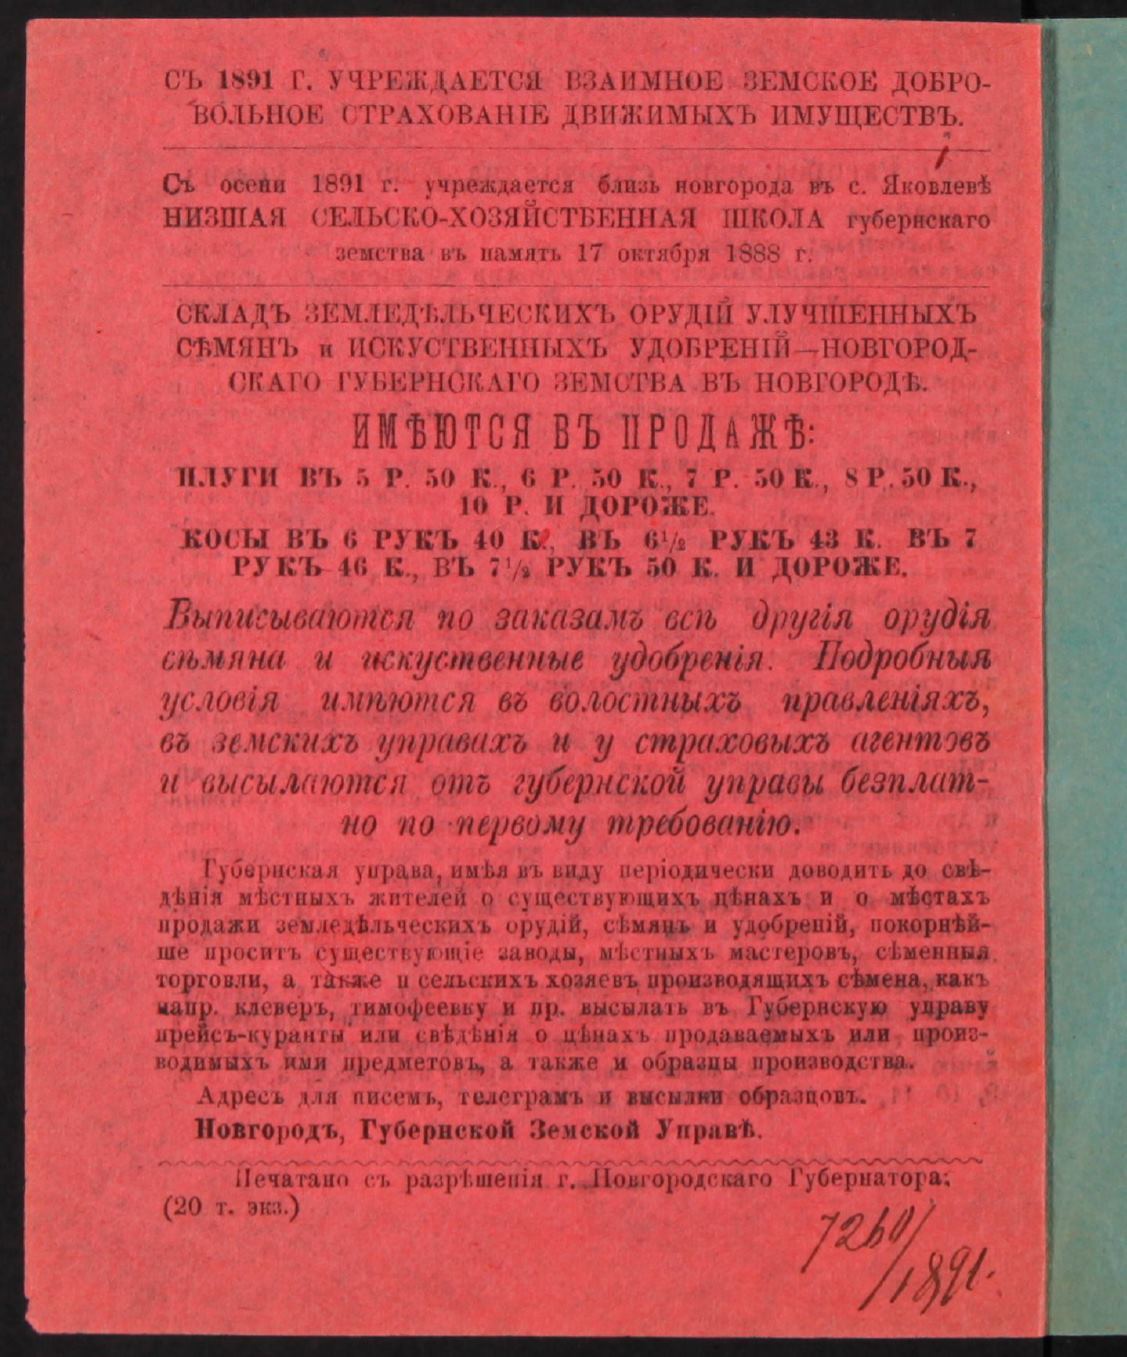 СЪ 1891 Г. УЧРЕЖДАЕТСЯ ВЗАИМНОЕ ЗЕМСКОЕ ДОБРО-
ВОЛЬНОЕ СТРАХОВАНІЕ ДВИЖИМЫХЪ ИМУЩЕСТВЪ.
Съ осени 1891 г. учреждается близь новгорода въ с. Яковлевѣ
НИЗШАЯ СЕЛЬСКО-ХОЗЯЙСТВЕННАЯ ШКОЛА губернскаго
земства въ память 17 октября 1888 г.
СКЛАДЪ ЗЕМЛЕДѢЛЬЧЕСКИХЪ ОРУДІЙ УЛУЧШЕННЫХЪ
СѢМЯНЪ и ИСКУСТВЕННЫХЪ УДОБРЕНІЙ—НОВГОРОД-
СКАГО ГУБЕРНСКАГО ЗЕМСТВА ВЪ НОВГОРОДѢ.
ИМѢЮТСЯ ВЪ ПРОДАЖѢ:
ПЛУГИ ВЪ 5 Р. 50 К., 6 Р. 50 К., 7 Р. 50 К., 8 Р. 50 К.,
10 Р. И ДОРОЖЕ.
КОСЫ ВЪ 6 РУКЪ 40 К., ВЪ 6½ РУКЪ 43 К. ВЪ 7
РУКЪ 46 К., ВЪ 7½ РУКЪ 50 К. И ДОРОЖЕ.
Выписываются по заказамъ всѣ другія орудія
сѣмяна и искуственные удобренія. Подробныя
условія имѣются въ волостныхъ правленіяхъ,
въ земскихъ управахъ и у страховыхъ агентовъ
и высылаются отъ губернской управы безплат-
но по первому требованію.
Губернская управа, имѣя въ виду періодически доводить до свѣ-
дѣнія мѣстныхъ жителей о существующихъ цѣнахъ и о мѣстахъ
продажи земледѣльческихъ орудій, сѣмянъ и удобреній, покорнѣй-
ше проситъ существующіе заводы, мѣстныхъ мастеровъ, сѣменныя
торговли, а также и сельскихъ хозяевъ производящихъ сѣмена, какъ
напр. клеверъ, тимофеевку и пр. высылать въ Губернскую управу
прейсъ-куранты или свѣдѣнія о цѣнахъ продаваемыхъ или произ-
водимыхъ ими предметовъ, а также и образцы производства.
Адресъ для писемъ, телеграмъ и высылки образцовъ.
Новгородъ, Губернской Земской Управѣ.
Печатано съ разрѣшенія г. Новгородскаго Губернатора;
(20 т. экз.)
7260/
/1891.